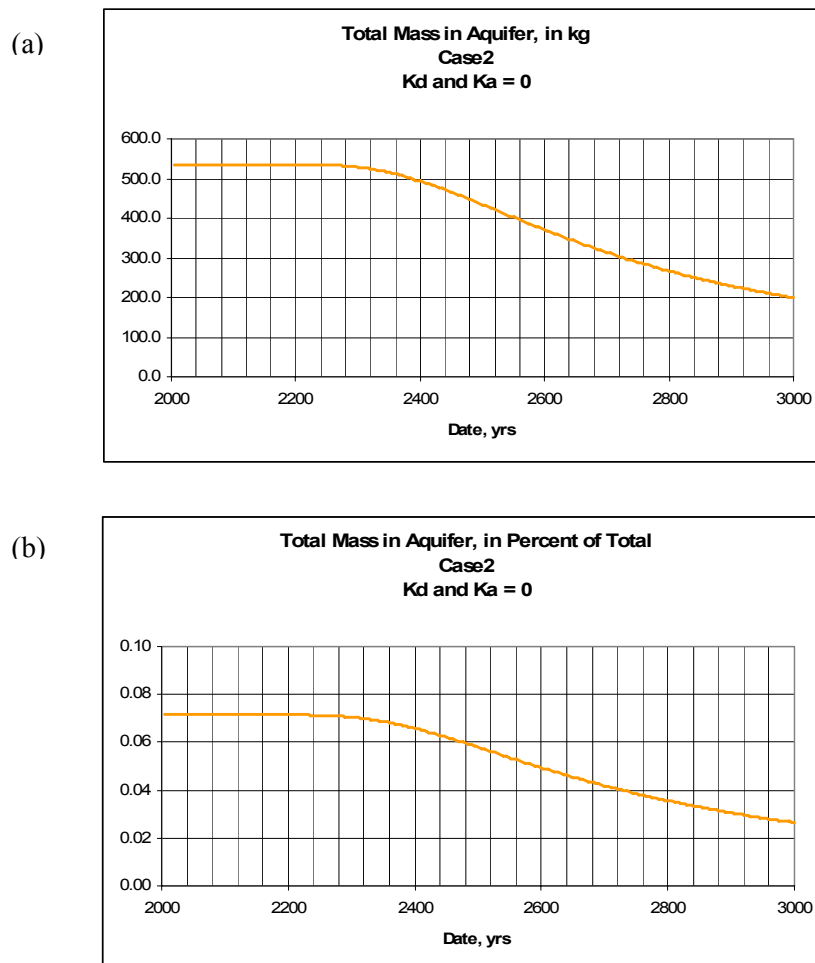 (a)
Total Mass in Aquifer, in kg
Case2
Kd and Ka = 0
600.0
500.0
400.0
300.0
200.0
100.0
0.0
2000 2200 2400 2600 2800 3000
Date, yrs
(b)
Total Mass in Aquifer, in Percent of Total
Case2
Kd and Ka = 0
0.10
0.08
0.06
0.04
0.02
0.00
2000 2200 2400 2600 2800 3000
Date, yrs